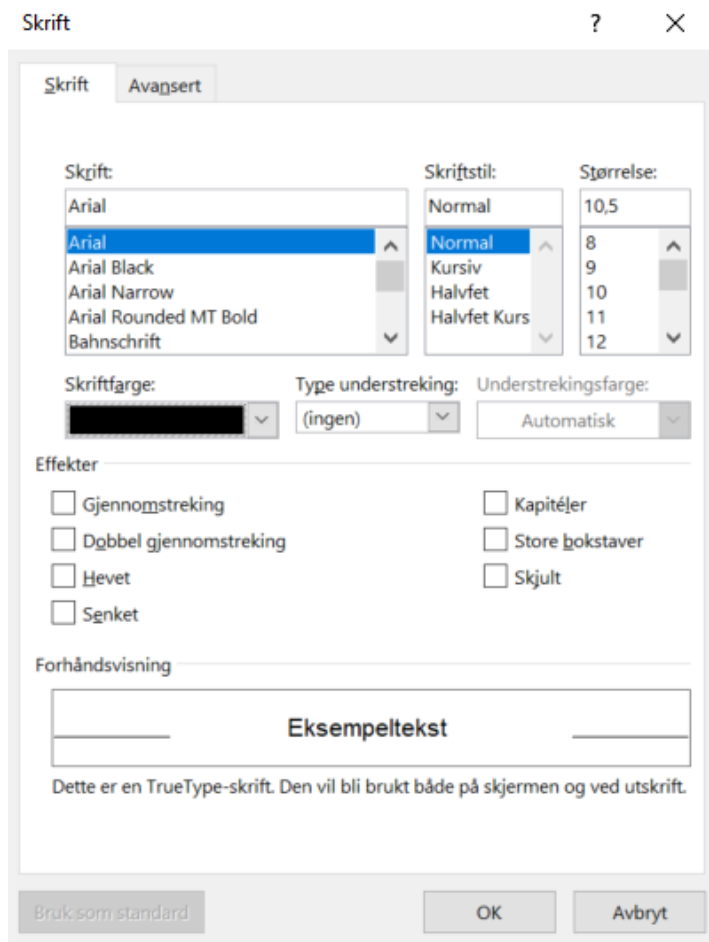 Skrift ? ✕
Skrift Avansert
Skrift: Skriftstil: Størrelse:
Arial Normal 10,5
Arial Normal 8
Arial Black Kursiv 9
Arial Narrow Halvfet 10
Arial Rounded MT Bold Halvfet Kurs 11
Bahnschrift 12
Skriftfarge: Type understreking: Understrekingsfarge:
(ingen) Automatisk
Effekter
Gjennomstreking Kapitéler
Dobbel gjennomstreking Store bokstaver
Hevet Skjult
Senket
Forhåndsvisning
Eksempeltekst
Dette er en TrueType-skrift. Den vil bli brukt både på skjermen og ved utskrift.
Bruk som standard OK Avbryt